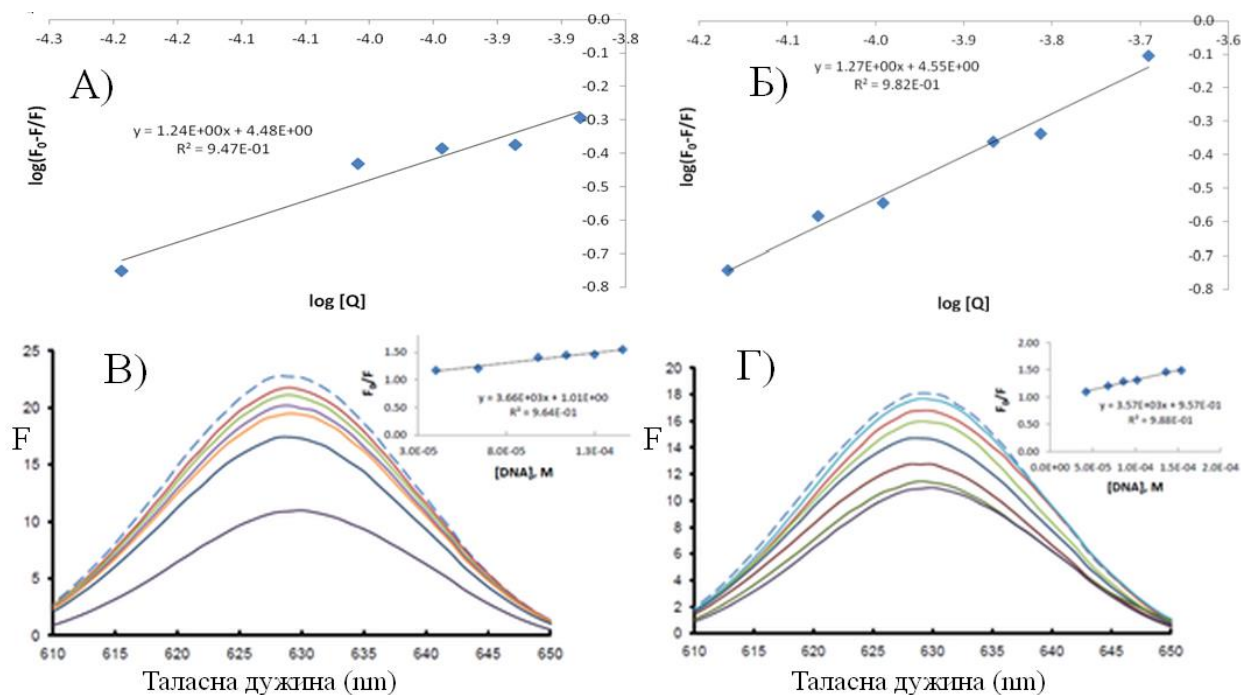 -4.3 -4.2 -4.1 -4.0 -4.0 -3.9 -3.8
0.0
-0.1
-0.2
-0.3
-0.4
-0.5
-0.6
-0.7
-0.8
А)
y = 1.24E+00x + 4.48E+00
R² = 9.47E-01
log(F₀-F/F)
log [Q]
-4.2 -4.1 -4.0 -3.9 -3.8 -3.7 -3.6
0.0
-0.1
-0.2
-0.3
-0.4
-0.5
-0.6
-0.7
-0.8
Б)
y = 1.27E+00x + 4.55E+00
R² = 9.82E-01
log(F₀-F/F)
log [Q]
25
20
15
10
5
0
F
В)
610 615 620 625 630 635 640 645 650
Таласна дужина (nm)
1.50
1.00
0.50
0.00
F₀/F
y = 3.66E+03x + 1.01E+00
R² = 9.64E-01
3.0E-05 8.0E-05 1.3E-04
[DNA], M
20
18
16
14
12
10
8
6
4
2
0
F
Г)
610 615 620 625 630 635 640 645 650
Таласна дужина (nm)
2.00
1.50
1.00
0.50
0.00
F₀/F
y = 3.57E+03x + 9.57E-01
R² = 9.88E-01
0.0E+00 5.0E-05 1.0E-04 1.5E-04 2.0E-04
[DNA], M